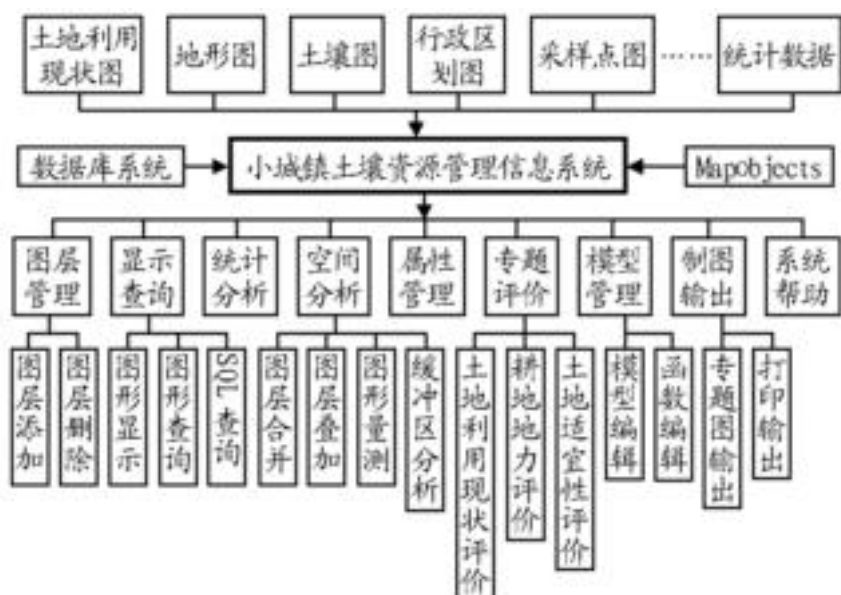 土地利用
现状图
地形图
土壤图
行政区
划图
采样点图
……
统计数据
数据库系统
小城镇土壤资源管理信息系统
Mapobjects
图层
管理
显示
查询
统计
分析
空间
分析
属性
管理
专题
评价
模型
管理
制图
输出
系统
帮助
图层添加
图层删除
图形显示
图形查询
SQL查询
图层合并
图层叠加
图形量测
缓冲区分析
土地利用现状评价
耕地地力评价
土地适宜性评价
模型编辑
函数编辑
专题图输出
打印输出